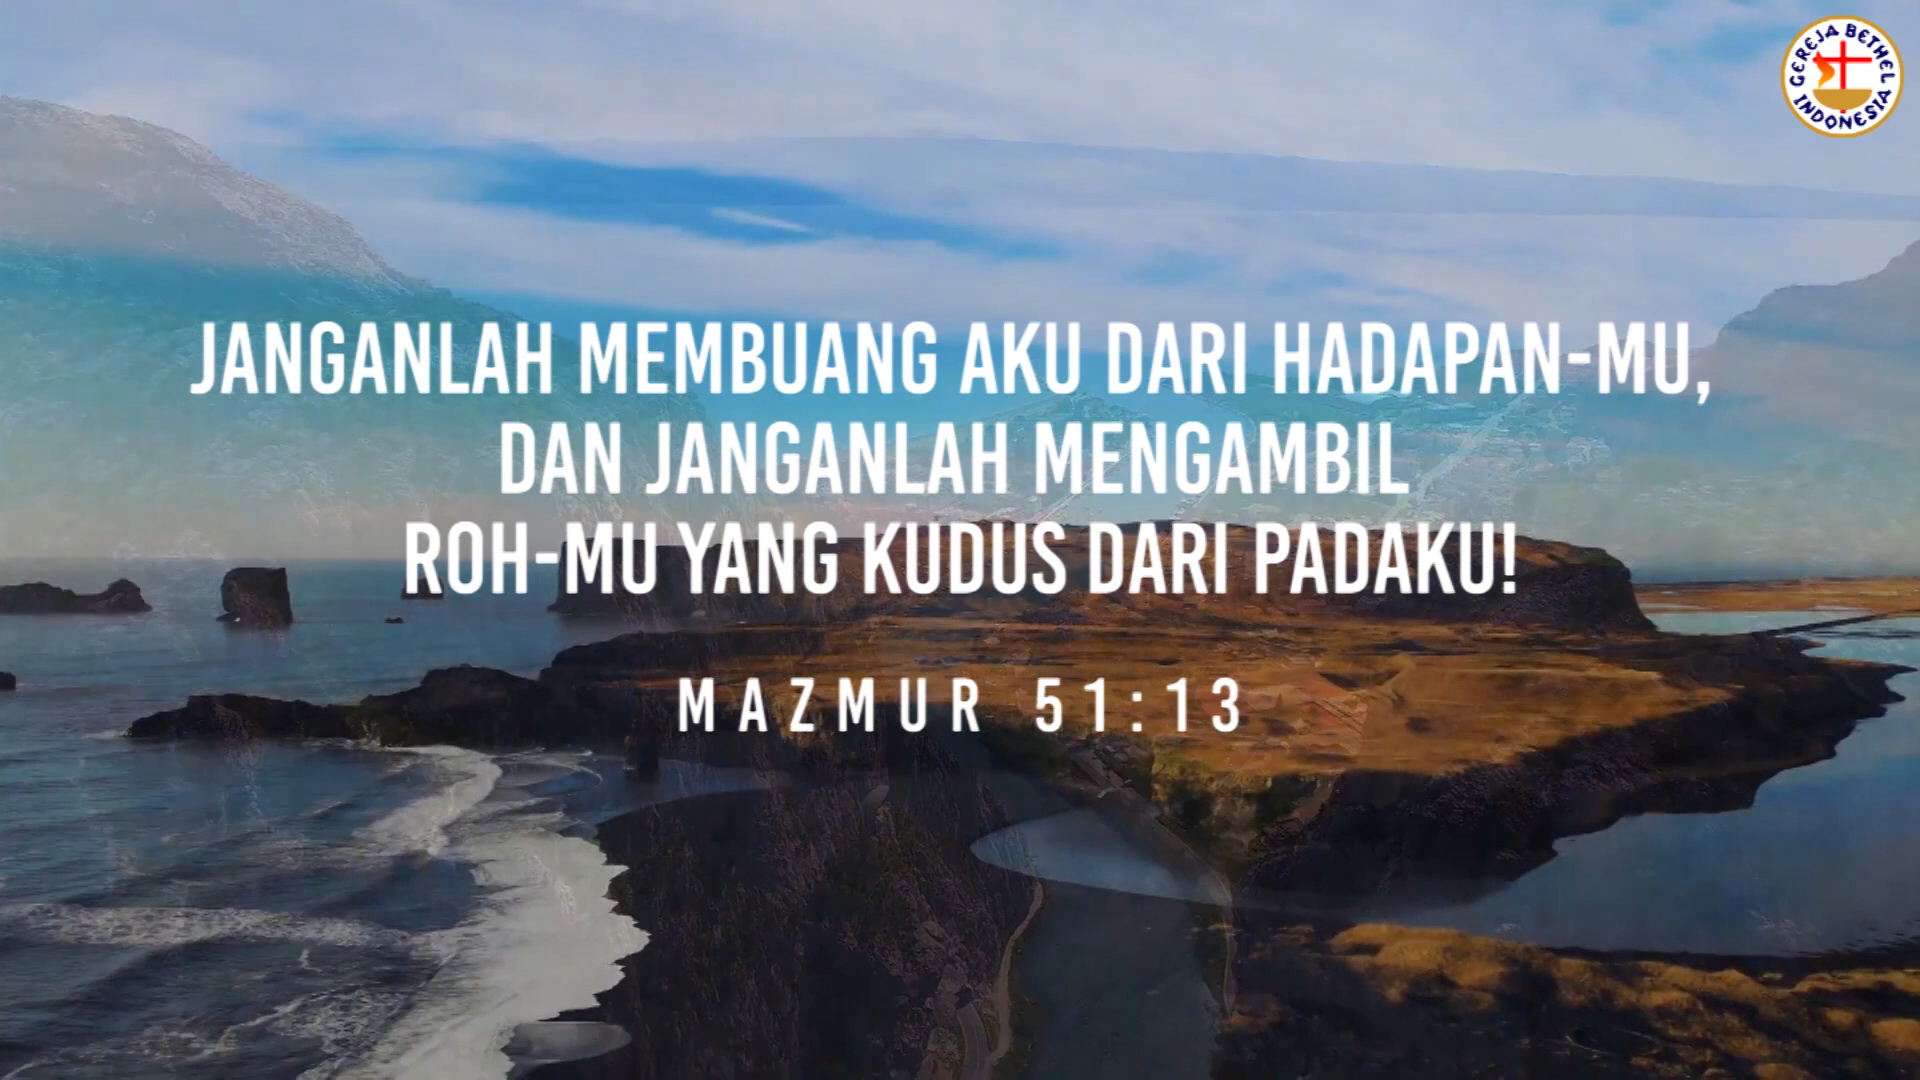 GEREJA BETHEL
INDONESIA
JANGANLAH MEMBUANG AKU DARI HADAPAN-MU,
DAN JANGANLAH MENGAMBIL
ROH-MU YANG KUDUS DARI PADAKU!
MAZMUR 51:13